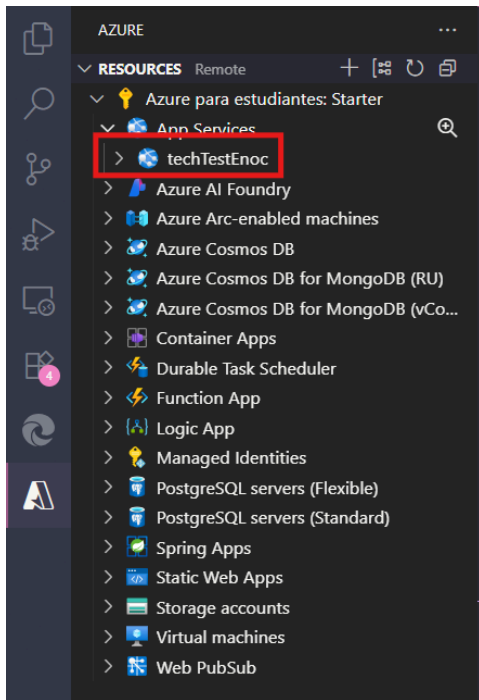 AZURE
RESOURCES Remote
Azure para estudiantes: Starter
App Services
techTestEnoc
Azure AI Foundry
Azure Arc-enabled machines
Azure Cosmos DB
Azure Cosmos DB for MongoDB (RU)
Azure Cosmos DB for MongoDB (vCo...
Container Apps
Durable Task Scheduler
Function App
Logic App
Managed Identities
PostgreSQL servers (Flexible)
PostgreSQL servers (Standard)
Spring Apps
Static Web Apps
Storage accounts
Virtual machines
Web PubSub
4